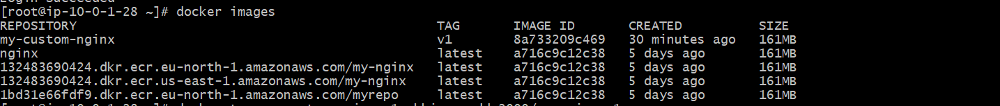 [root@ip-10-0-1-28 ~]# docker images
REPOSITORY TAG IMAGE ID CREATED SIZE
my-custom-nginx v1 8a733209c469 30 minutes ago 161MB
nginx latest a716c9c12c38 5 days ago 161MB
132483690424.dkr.ecr.eu-north-1.amazonaws.com/my-nginx latest a716c9c12c38 5 days ago 161MB
132483690424.dkr.ecr.us-east-1.amazonaws.com/my-nginx latest a716c9c12c38 5 days ago 161MB
1bd31e66fdf9.dkr.ecr.eu-north-1.amazonaws.com/myrepo latest a716c9c12c38 5 days ago 161MB